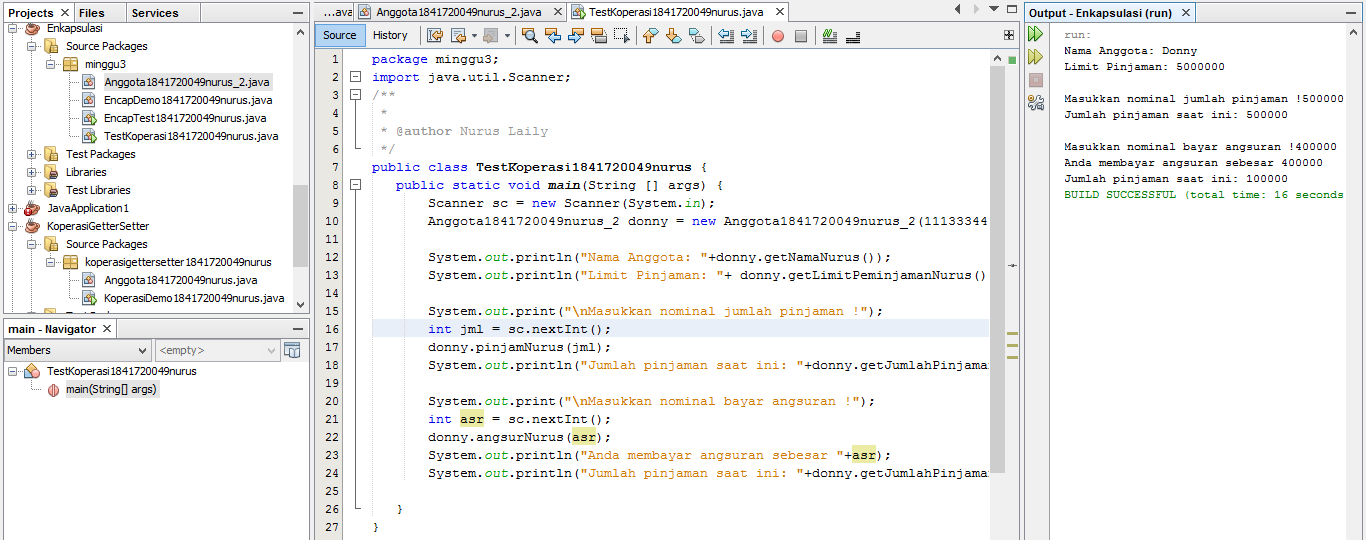 Projects
Files
Services
Enkapsulasi
Source Packages
minggu3
Anggota1841720049nurus_2.java
EncapDemo1841720049nurus.java
EncapTest1841720049nurus.java
TestKoperasi1841720049nurus.java
Test Packages
Libraries
Test Libraries
JavaApplication1
KoperasiGetterSetter
Source Packages
koperasigettersetter1841720049nurus
Anggota1841720049nurus.java
KoperasiDemo1841720049nurus.java
main - Navigator
Members
<empty>
TestKoperasi1841720049nurus
main(String[] args)
...ava
Anggota1841720049nurus_2.java
TestKoperasi1841720049nurus.java
Source
History
1 package minggu3;
2 import java.util.Scanner;
3 /**
4 *
5 * @author Nurus Laily
6 */
7 public class TestKoperasi1841720049nurus {
8 public static void main(String [] args) {
9 Scanner sc = new Scanner(System.in);
10 Anggota1841720049nurus_2 donny = new Anggota1841720049nurus_2(11133344
11
12 System.out.println("Nama Anggota: "+donny.getNamaNurus());
13 System.out.println("Limit Pinjaman: "+ donny.getLimitPeminjamanNurus()
14
15 System.out.print("\nMasukkan nominal jumlah pinjaman !");
16 int jml = sc.nextInt();
17 donny.pinjamNurus(jml);
18 System.out.println("Jumlah pinjaman saat ini: "+donny.getJumlahPinjama
19
20 System.out.print("\nMasukkan nominal bayar angsuran !");
21 int asr = sc.nextInt();
22 donny.angsurNurus(asr);
23 System.out.println("Anda membayar angsuran sebesar "+asr);
24 System.out.println("Jumlah pinjaman saat ini: "+donny.getJumlahPinjama
25
26 }
27 }
Output - Enkapsulasi (run)
run:
Nama Anggota: Donny
Limit Pinjaman: 5000000
Masukkan nominal jumlah pinjaman !500000
Jumlah pinjaman saat ini: 500000
Masukkan nominal bayar angsuran !400000
Anda membayar angsuran sebesar 400000
Jumlah pinjaman saat ini: 100000
BUILD SUCCESSFUL (total time: 16 seconds